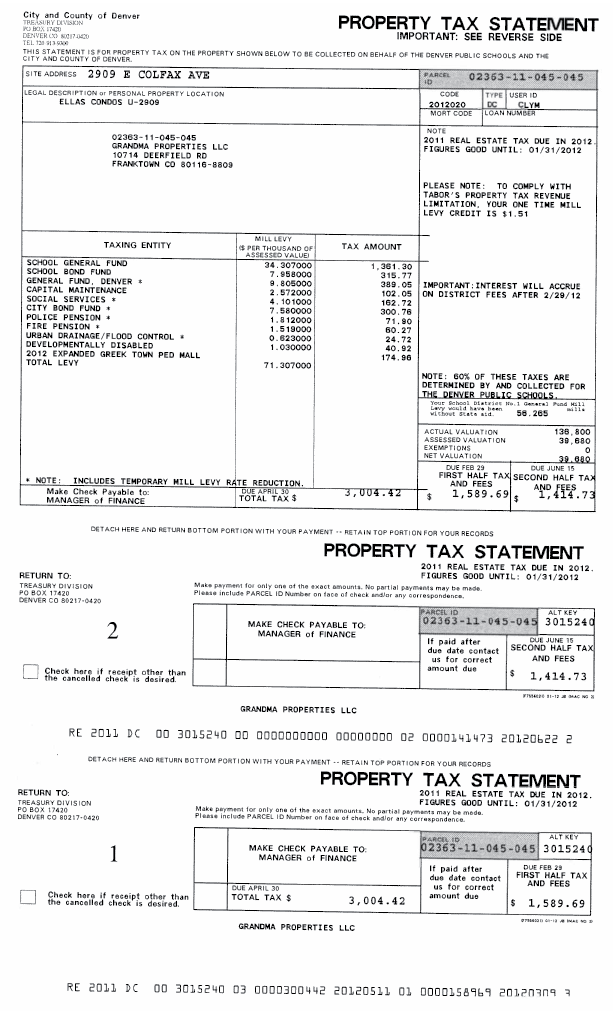 City and County of Denver
TREASURY DIVISION
PO BOX 17420
DENVER CO 80217-0420
PROPERTY TAX STATEMENT
IMPORTANT: SEE REVERSE SIDE
THIS STATEMENT IS FOR PROPERTY TAX ON THE PROPERTY SHOWN BELOW TO BE COLLECTED ON BEHALF OF THE DENVER PUBLIC SCHOOLS AND THE
CITY AND COUNTY OF DENVER.
SITE ADDRESS 2909 E COLFAX AVE
PARCEL ID 02363-11-045-045
LEGAL DESCRIPTION or PERSONAL PROPERTY LOCATION
ELLAS CONDOS U-2909
CODE TYPE USER ID
2012020 DC CLYM
MORT CODE LOAN NUMBER
02363-11-045-045
GRANDMA PROPERTIES LLC
10714 DEERFIELD RD
FRANKTOWN CO 80116-8809
NOTE
2011 REAL ESTATE TAX DUE IN 2012.
FIGURES GOOD UNTIL: 01/31/2012
PLEASE NOTE: TO COMPLY WITH
TABOR'S PROPERTY TAX REVENUE
LIMITATION, YOUR ONE TIME MILL
LEVY CREDIT IS $1.51
TAXING ENTITY MILL LEVY ($ PER THOUSAND OF ASSESSED VALUE) TAX AMOUNT
SCHOOL GENERAL FUND 34.307000 1,361.30
SCHOOL BOND FUND 7.958000 315.77
GENERAL FUND, DENVER * 9.805000 389.05
CAPITAL MAINTENANCE 2.572000 102.05
SOCIAL SERVICES * 4.101000 162.72
CITY BOND FUND * 7.580000 300.76
POLICE PENSION * 1.812000 71.90
FIRE PENSION * 1.519000 60.27
URBAN DRAINAGE/FLOOD CONTROL * 0.623000 24.72
DEVELOPMENTALLY DISABLED 1.030000 40.92
2012 EXPANDED GREEK TOWN PED MALL 174.96
TOTAL LEVY 71.307000
IMPORTANT: INTEREST WILL ACCRUE
ON DISTRICT FEES AFTER 2/29/12
NOTE: 60% OF THESE TAXES ARE
DETERMINED BY AND COLLECTED FOR
THE DENVER PUBLIC SCHOOLS.
Your School District No.1 General Fund Mill
Levy would have been 56.265 mills
without State aid.
ACTUAL VALUATION 136,800
ASSESSED VALUATION 39,680
EXEMPTIONS 0
NET VALUATION 39,680
* NOTE: INCLUDES TEMPORARY MILL LEVY RATE REDUCTION.
Make Check Payable to:
MANAGER of FINANCE
DUE APRIL 30
TOTAL TAX $ 3,004.42
DUE FEB 29
FIRST HALF TAX
AND FEES
$ 1,589.69
DUE JUNE 15
SECOND HALF TAX
AND FEES
$ 1,414.73
DETACH HERE AND RETURN BOTTOM PORTION WITH YOUR PAYMENT -- RETAIN TOP PORTION FOR YOUR RECORDS
PROPERTY TAX STATEMENT
2011 REAL ESTATE TAX DUE IN 2012.
FIGURES GOOD UNTIL: 01/31/2012
RETURN TO:
TREASURY DIVISION
PO BOX 17420
DENVER CO 80217-0420
Make payment for only one of the exact amounts. No partial payments may be made.
Please include PARCEL ID Number on face of check and/or any correspondence.
2
MAKE CHECK PAYABLE TO:
MANAGER of FINANCE
PARCEL ID
02363-11-045-045
ALT KEY
3015240
If paid after
due date contact
us for correct
amount due
DUE JUNE 15
SECOND HALF TAX
AND FEES
$ 1,414.73
Check here if receipt other than
the cancelled check is desired.
GRANDMA PROPERTIES LLC
RE 2011 DC 00 3015240 00 0000000000 00000000 02 0000141473 20120622 2
DETACH HERE AND RETURN BOTTOM PORTION WITH YOUR PAYMENT -- RETAIN TOP PORTION FOR YOUR RECORDS
PROPERTY TAX STATEMENT
2011 REAL ESTATE TAX DUE IN 2012.
FIGURES GOOD UNTIL: 01/31/2012
RETURN TO:
TREASURY DIVISION
PO BOX 17420
DENVER CO 80217-0420
Make payment for only one of the exact amounts. No partial payments may be made.
Please include PARCEL ID Number on face of check and/or any correspondence.
1
MAKE CHECK PAYABLE TO:
MANAGER of FINANCE
PARCEL ID
02363-11-045-045
ALT KEY
3015240
If paid after
due date contact
us for correct
amount due
DUE FEB 29
FIRST HALF TAX
AND FEES
$ 1,589.69
Check here if receipt other than
the cancelled check is desired.
DUE APRIL 30
TOTAL TAX $ 3,004.42
GRANDMA PROPERTIES LLC
RE 2011 DC 00 3015240 03 0000300442 20120511 01 0000158969 20120309 3